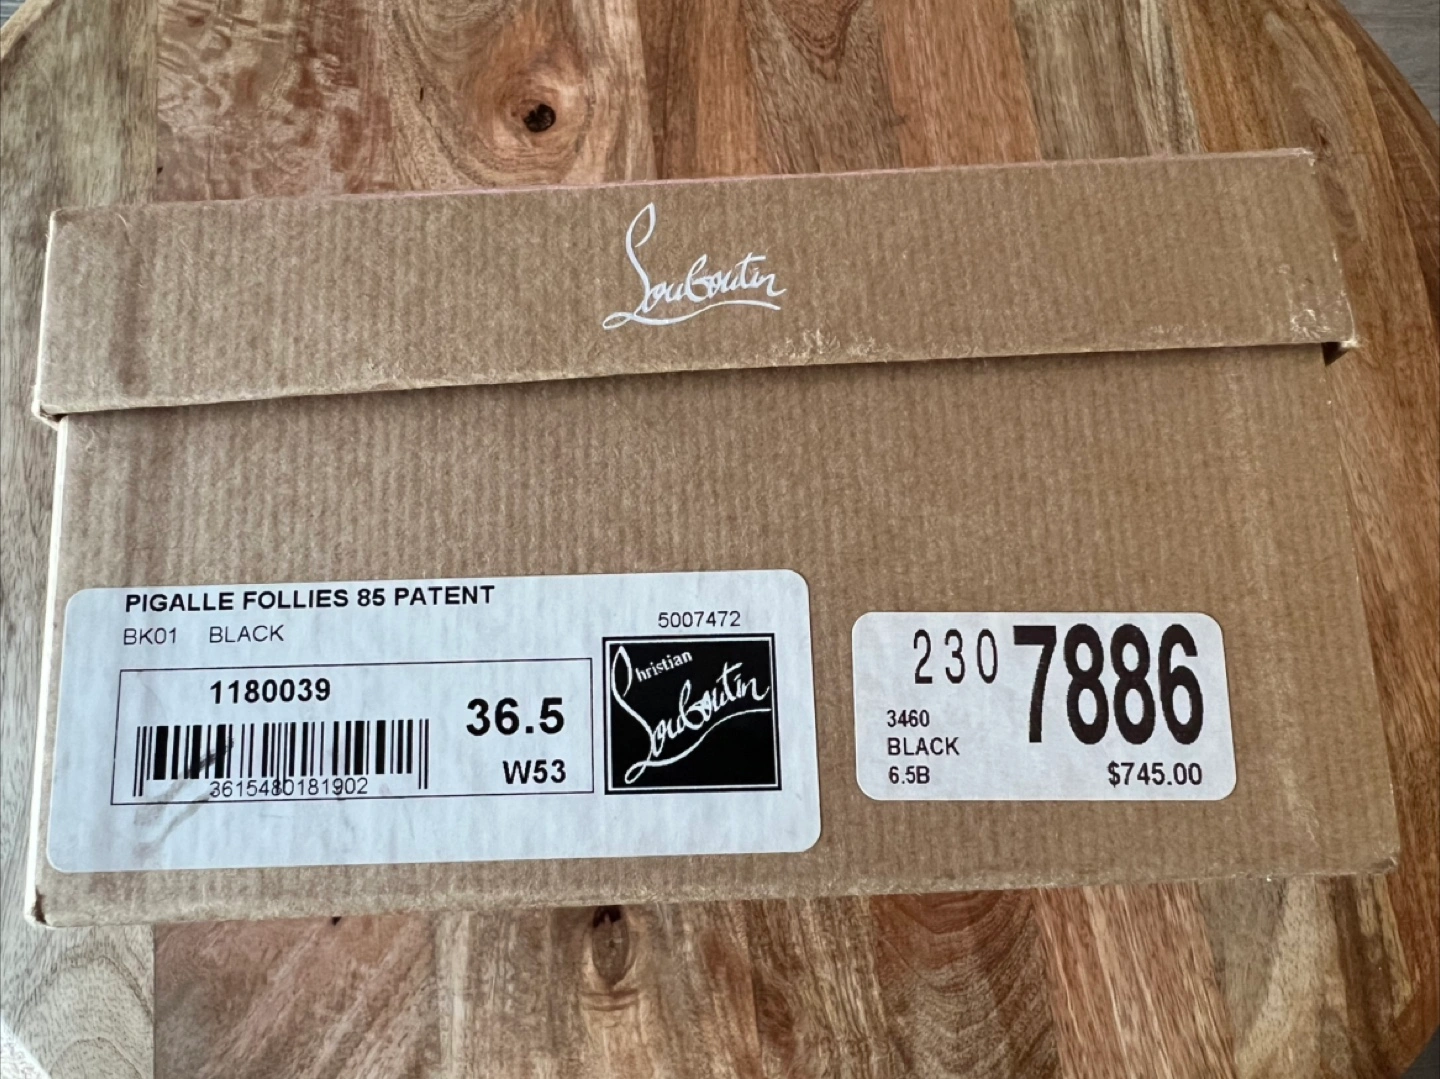 Louboutin
PIGALLE FOLLIES 85 PATENT
BK01 BLACK
5007472
1180039
36.5
W53
3615480181902
Christian
Louboutin
230 7886
3460
BLACK
6.5B
$745.00